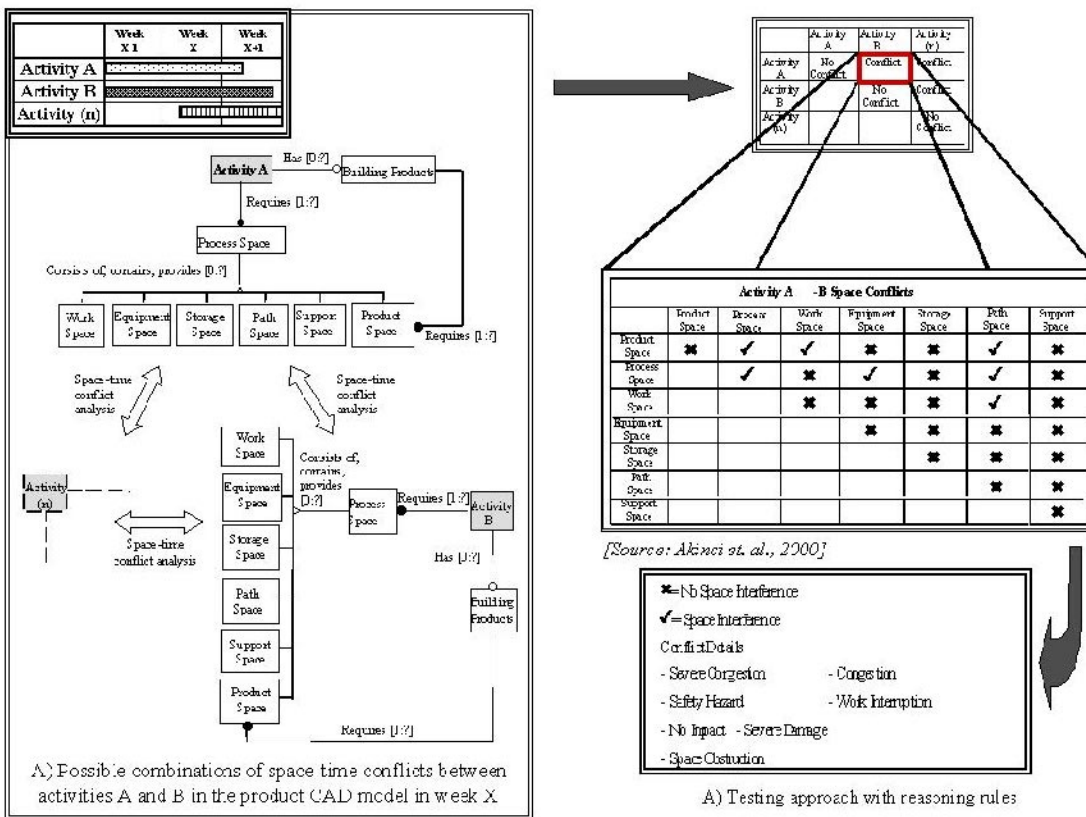 Week Week Week
X 1 X X+1
Activity A
Activity B
Activity (n)
Activity A
Has [0:?]
Building Products
Requires [1:?]
Process Space
Consists of, contains, provides [0:?]
Work Space
Equipment Space
Storage Space
Path Space
Support Space
Product Space
Requires [1:?]
Space-time conflict analysis
Space-time conflict analysis
Activity (n)
Space-time conflict analysis
Work Space
Equipment Space
Storage Space
Path Space
Support Space
Product Space
Consists of, contains, provides [0:?]
Process Space
Requires [1:?]
Activity B
Has [0:?]
Building Products
Requires [1:?]
A) Possible combinations of space time conflicts between
activities A and B in the product CAD model in week X
Activity A Activity B Activity (n)
Activity A No Conflict Conflict Conflict
Activity B No Conflict Conflict
Activity (n) No Conflict
Activity A -B Space Conflicts
Product Space Process Space Work Space Equipment Space Storage Space Path Space Support Space
Product Space ✖ ✓ ✓ ✖ ✖ ✓ ✖
Process Space ✓ ✖ ✓ ✖ ✓ ✖
Work Space ✖ ✖ ✖ ✓ ✖
Equipment Space ✖ ✖ ✖ ✖
Storage Space ✖ ✖ ✖
Path Space ✖ ✖
Support Space ✖
[Source: Akinci et. al., 2000]
✖= No Space Interference
✓= Space Interference
Conflict Details
- Severe Congestion - Congestion
- Safety Hazard - Work Interruption
- No Impact - Severe Damage
- Space Obstruction
A) Testing approach with reasoning rules